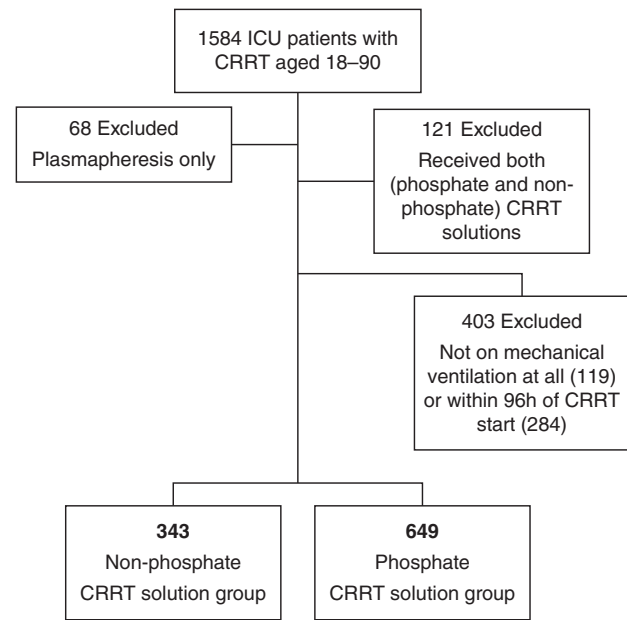 1584 ICU patients with
CRRT aged 18–90
68 Excluded
Plasmapheresis only
121 Excluded
Received both
(phosphate and non-
phosphate) CRRT
solutions
403 Excluded
Not on mechanical
ventilation at all (119)
or within 96h of CRRT
start (284)
343
Non-phosphate
CRRT solution group
649
Phosphate
CRRT solution group